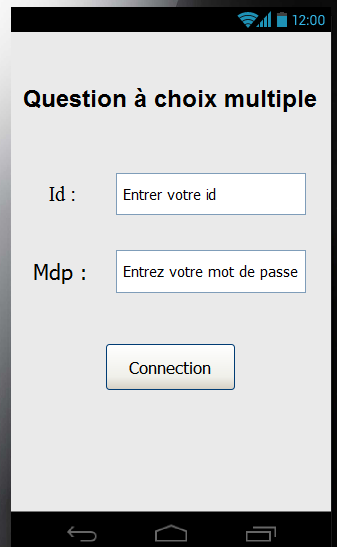 12:00
Question à choix multiple
Id :
Entrer votre id
Mdp :
Entrez votre mot de passe
Connection